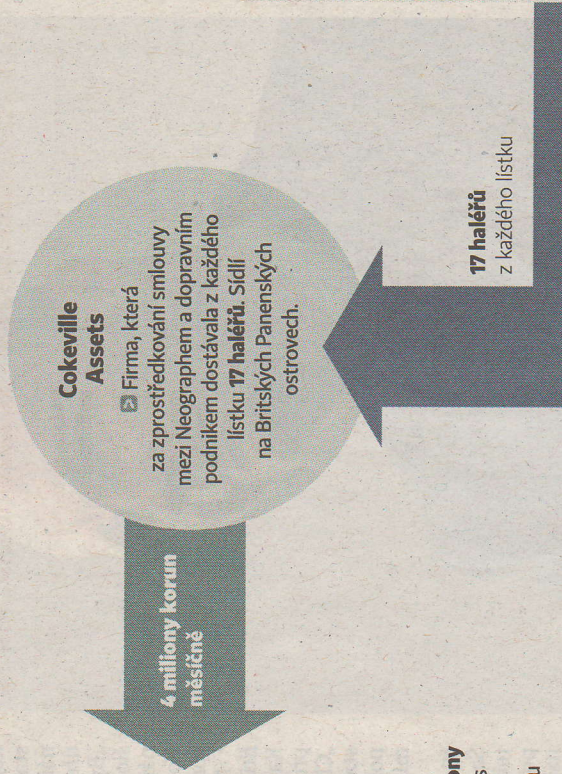 Cokeville
Assets
Firma, která
za zprostředkování smlouvy
mezi Neographem a dopravním
podnikem dostávala z každého
lístku 17 haléřů. Sídlí
na Britských Panenských
ostrovech.
4 miliony korun
měsíčně
17 haléřů
z každého lístku
ony
s
u